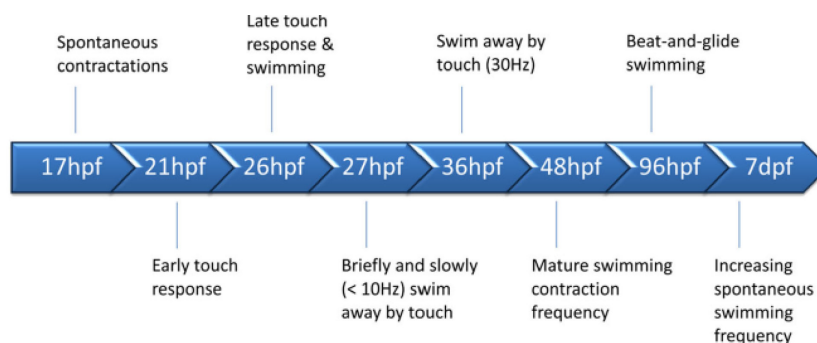 Spontaneous
contractations
Late touch
response &
swimming
Swim away by
touch (30Hz)
Beat-and-glide
swimming
17hpf 21hpf 26hpf 27hpf 36hpf 48hpf 96hpf 7dpf
Early touch
response
Briefly and slowly
(< 10Hz) swim
away by touch
Mature swimming
contraction
frequency
Increasing
spontaneous
swimming
frequency